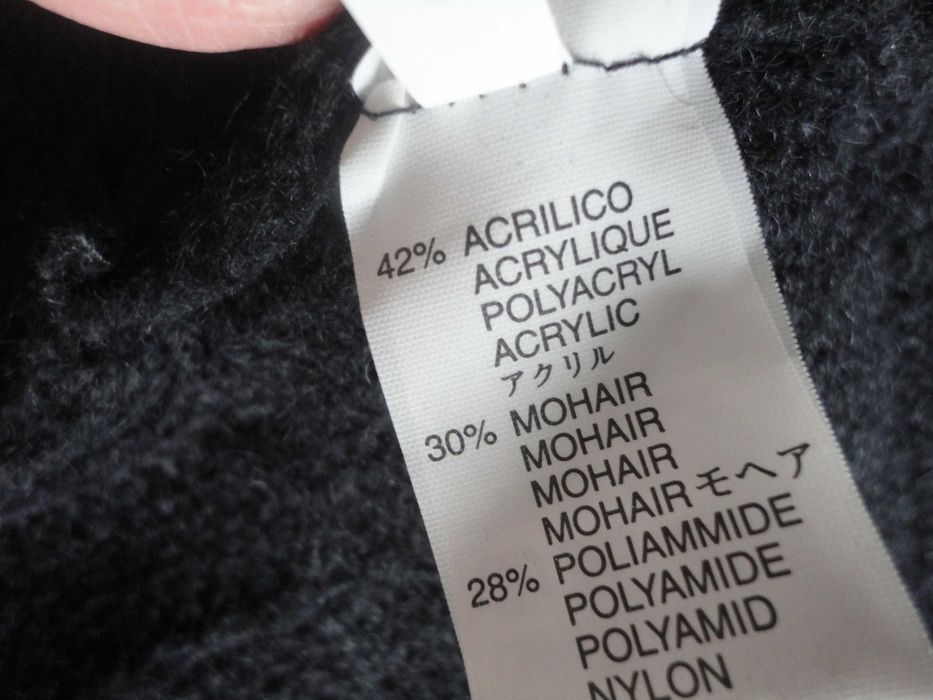 42% ACRILICO
ACRYLIQUE
POLYACRYL
ACRYLIC
アクリル
30% MOHAIR
MOHAIR
MOHAIR
MOHAIR モヘア
28% POLIAMMIDE
POLYAMIDE
POLYAMID
NYLON